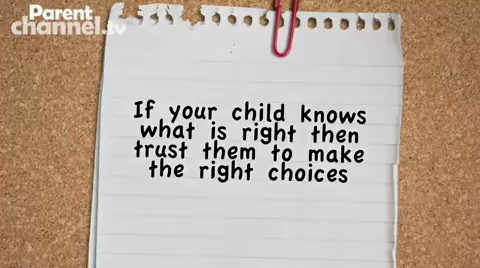 Parent
channel.tv
If your child knows
what is right then
trust them to make
the right choices